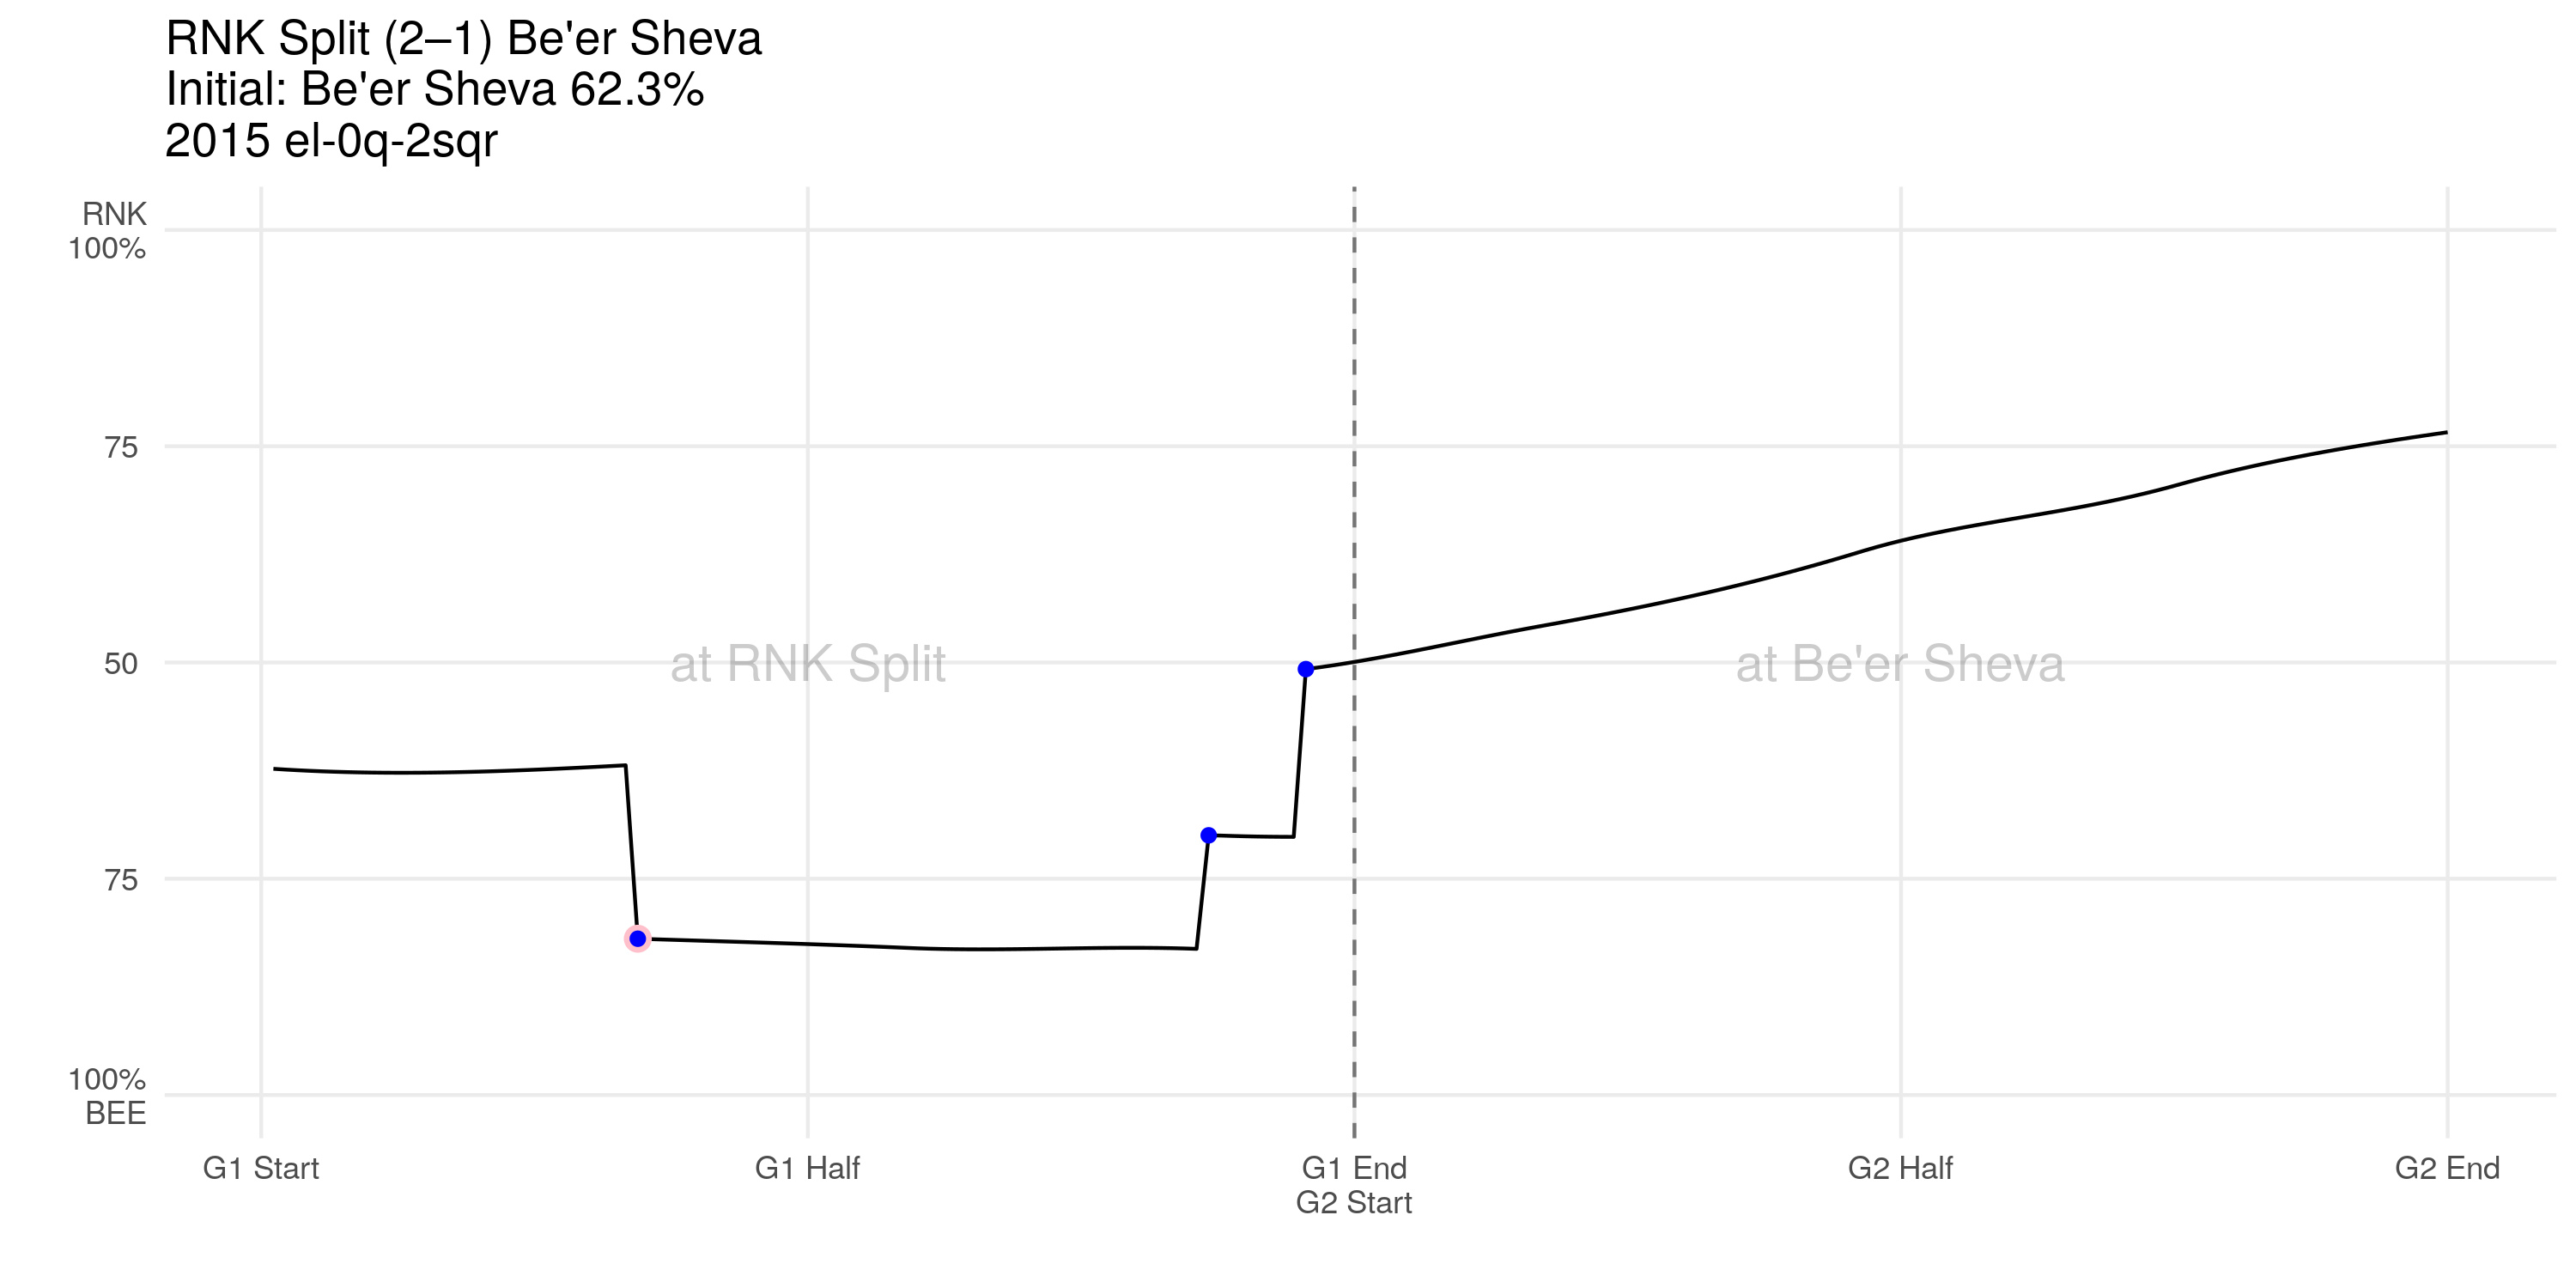 RNK Split (2–1) Be'er Sheva
Initial: Be'er Sheva 62.3%
2015 el-0q-2sqr
RNK
100%
75
50
75
100%
BEE
at RNK Split
at Be'er Sheva
G1 Start
G1 Half
G1 End
G2 Start
G2 Half
G2 End